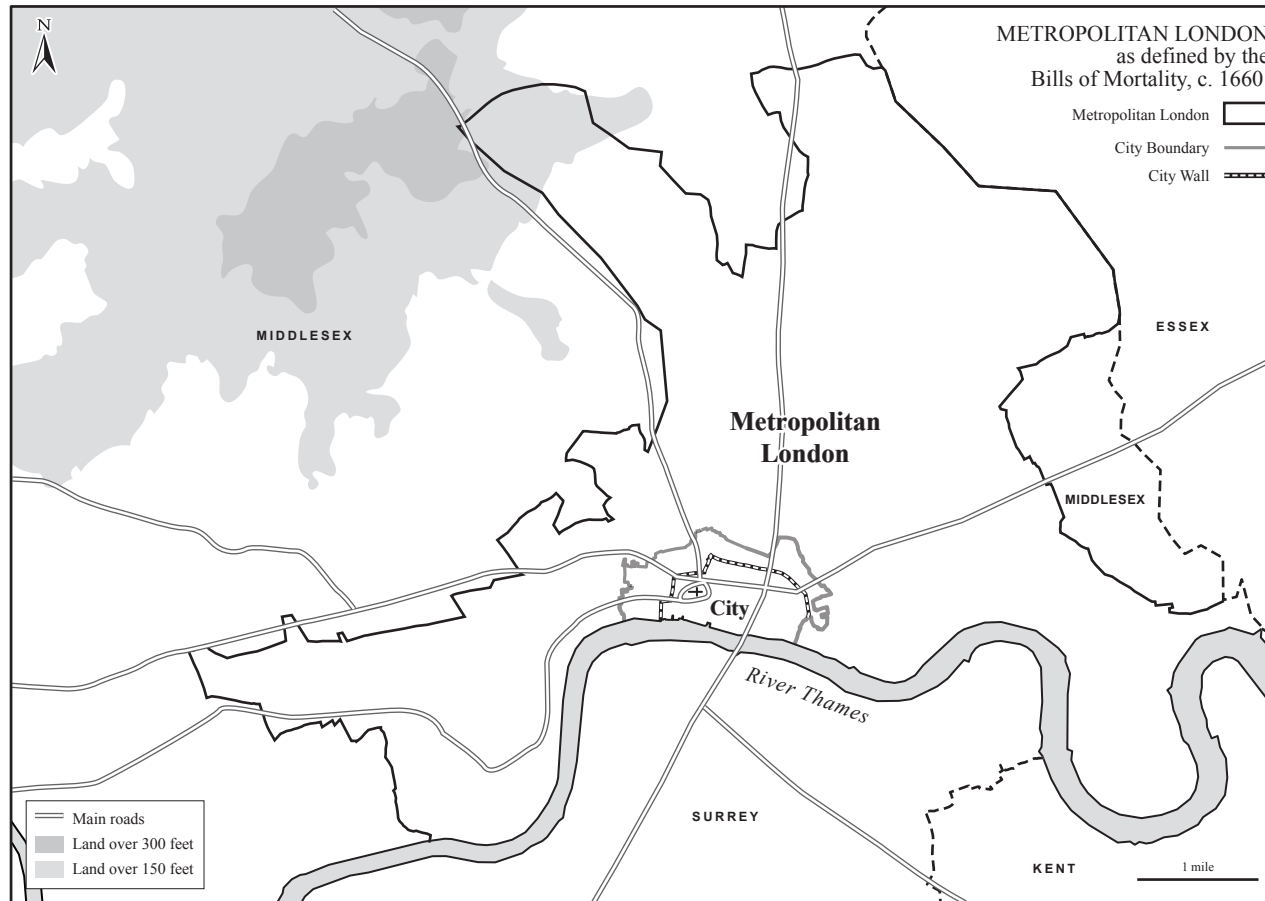 N
METROPOLITAN LONDON
as defined by the
Bills of Mortality, c. 1660
Metropolitan London
City Boundary
City Wall
MIDDLESEX
ESSEX
Metropolitan
London
MIDDLESEX
City
River Thames
SURREY
KENT
Main roads
Land over 300 feet
Land over 150 feet
1 mile